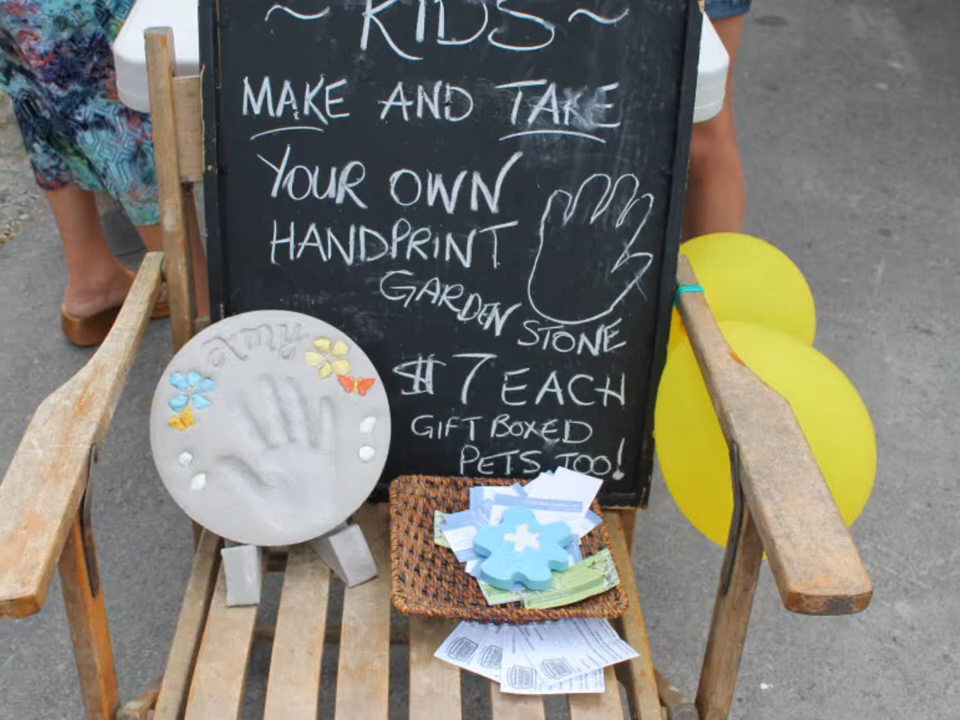 ~ KIDS ~
MAKE AND TAKE
YOUR OWN
HANDPRINT
GARDEN STONE
$7 EACH
GIFT BOXED
PETS TOO!
Amy